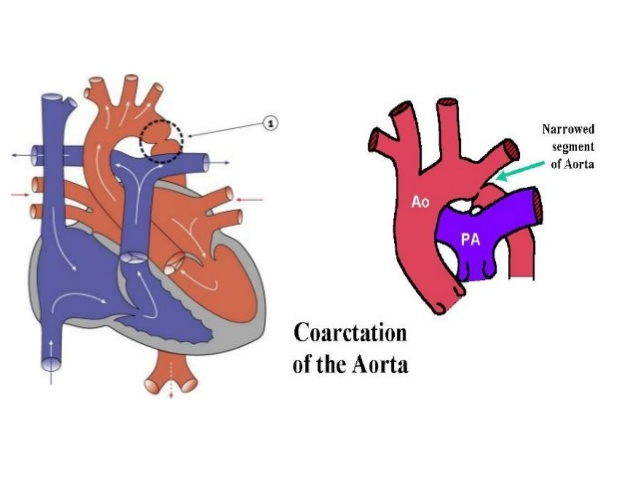 1
Narrowed
segment
of Aorta
Ao
PA
Coarctation
of the Aorta